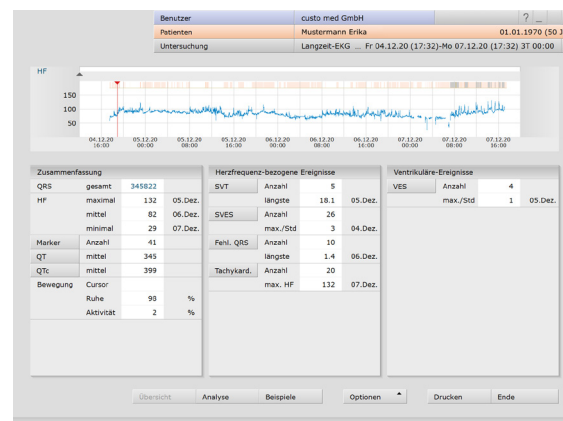 Benutzer custo med GmbH ? _
Patienten Mustermann Erika 01.01.1970 (50 J
Untersuchung Langzeit-EKG ... Fr 04.12.20 (17:32)-Mo 07.12.20 (17:32) 3T 00:00
HF
150
100
50
04.12.20 05.12.20 05.12.20 05.12.20 06.12.20 06.12.20 06.12.20 07.12.20 07.12.20 07.12.20
16:00 00:00 08:00 16:00 00:00 08:00 16:00 00:00 08:00 16:00
Zusammenfassung Herzfrequenz-bezogene Ereignisse Ventrikuläre-Ereignisse
QRS gesamt 345822 SVT Anzahl 5 VES Anzahl 4
HF maximal 132 05.Dez. längste 18.1 05.Dez. max./Std 1 05.Dez.
mittel 82 06.Dez. SVES Anzahl 26
minimal 29 07.Dez. max./Std 3 04.Dez.
Marker Anzahl 41 Fehl. QRS Anzahl 10
QT mittel 345 längste 1.4 06.Dez.
QTc mittel 399 Tachykard. Anzahl 20
Bewegung Cursor max. HF 132 07.Dez.
Ruhe 98 %
Aktivität 2 %
Übersicht Analyse Beispiele Optionen Drucken Ende